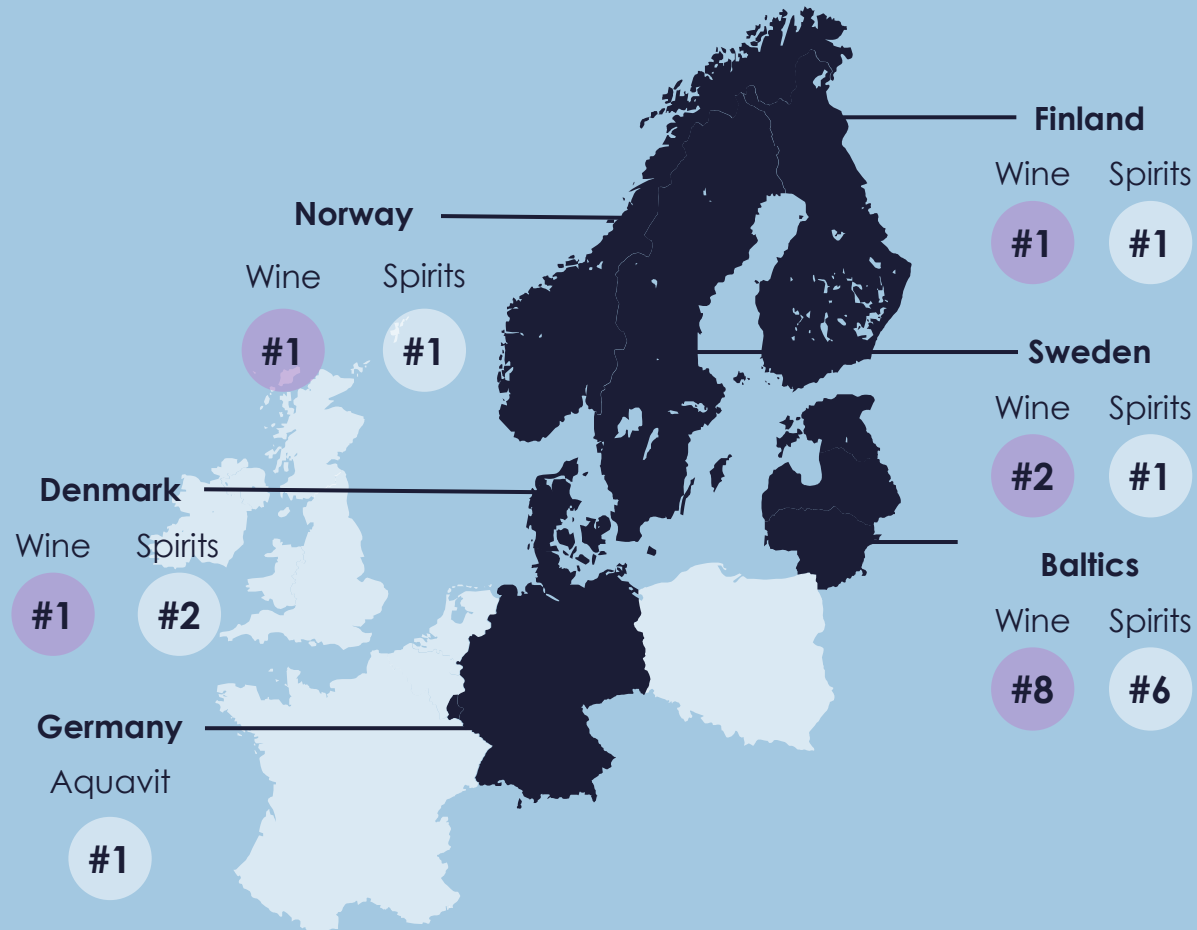 Finland
Wine Spirits
#1 #1
Norway
Wine Spirits
#1 #1
Sweden
Wine Spirits
#2 #1
Denmark
Wine Spirits
#1 #2
Baltics
Wine Spirits
#8 #6
Germany
Aquavit
#1